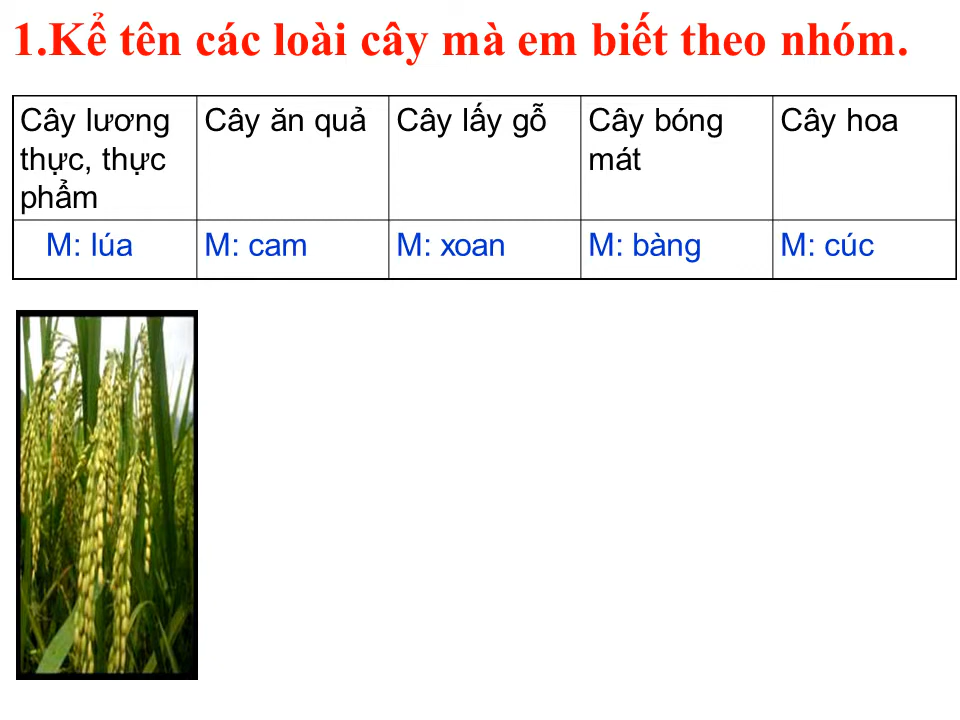 1.Kể tên các loài cây mà em biết theo nhóm.
Cây lương thực, thực phẩm
Cây ăn quả
Cây lấy gỗ
Cây bóng mát
Cây hoa
M: lúa
M: cam
M: xoan
M: bàng
M: cúc